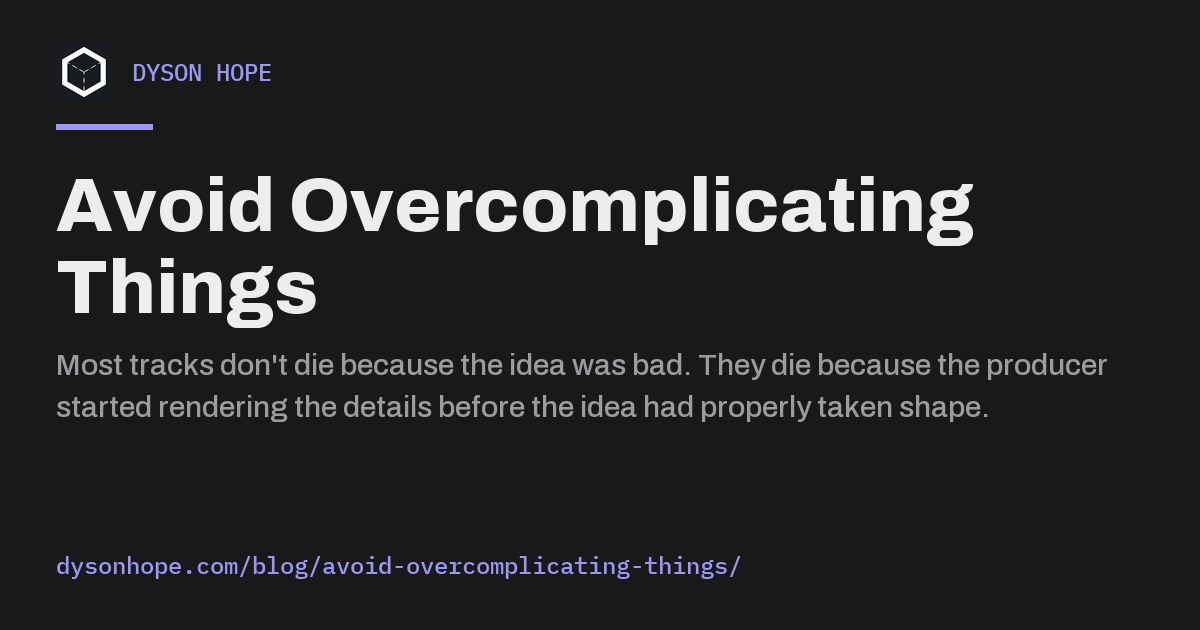 DYSON HOPE
Avoid Overcomplicating
Things
Most tracks don't die because the idea was bad. They die because the producer
started rendering the details before the idea had properly taken shape.
dysonhope.com/blog/avoid-overcomplicating-things/